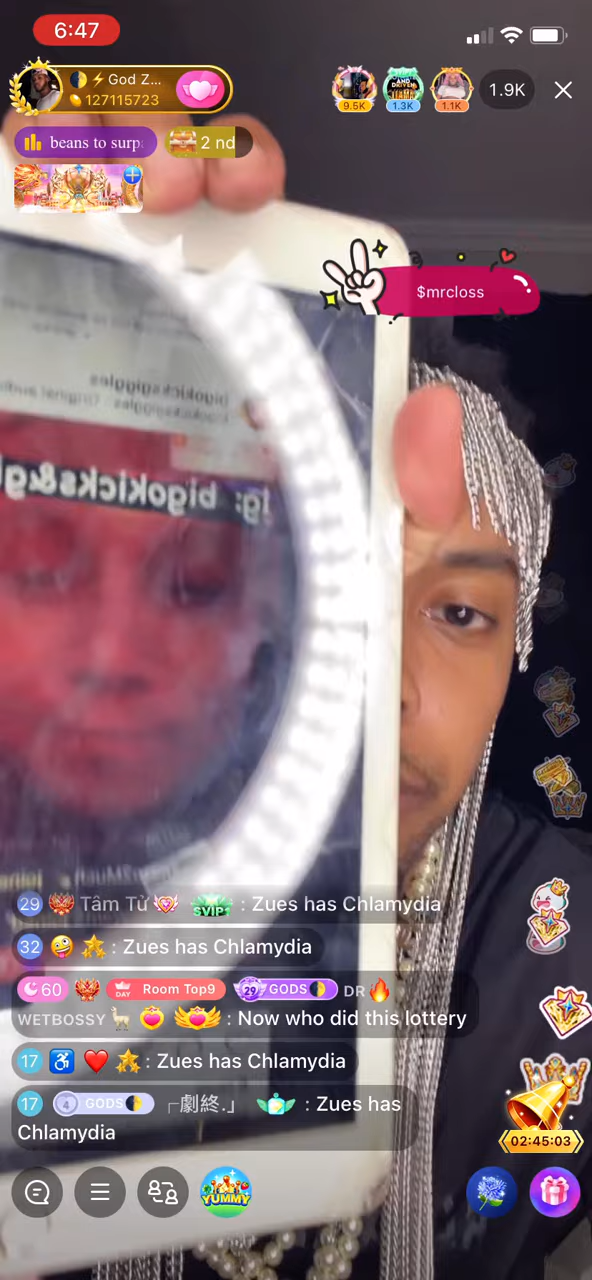 6:47
God Z...
127115723
9.5K
1.3K
1.1K
1.9K
beans to surp
2 nd
$mrcloss
bigokicksgiggles
ig: bigokicks&gi
29 Tâm Từ SVIP : Zues has Chlamydia
32 : Zues has Chlamydia
60 DAY Room Top9 29 GODS DR
WETBOSSY : Now who did this lottery
17 : Zues has Chlamydia
17 4 GODS ┌劇終.」 : Zues has
Chlamydia
02:45:03
YUMMY